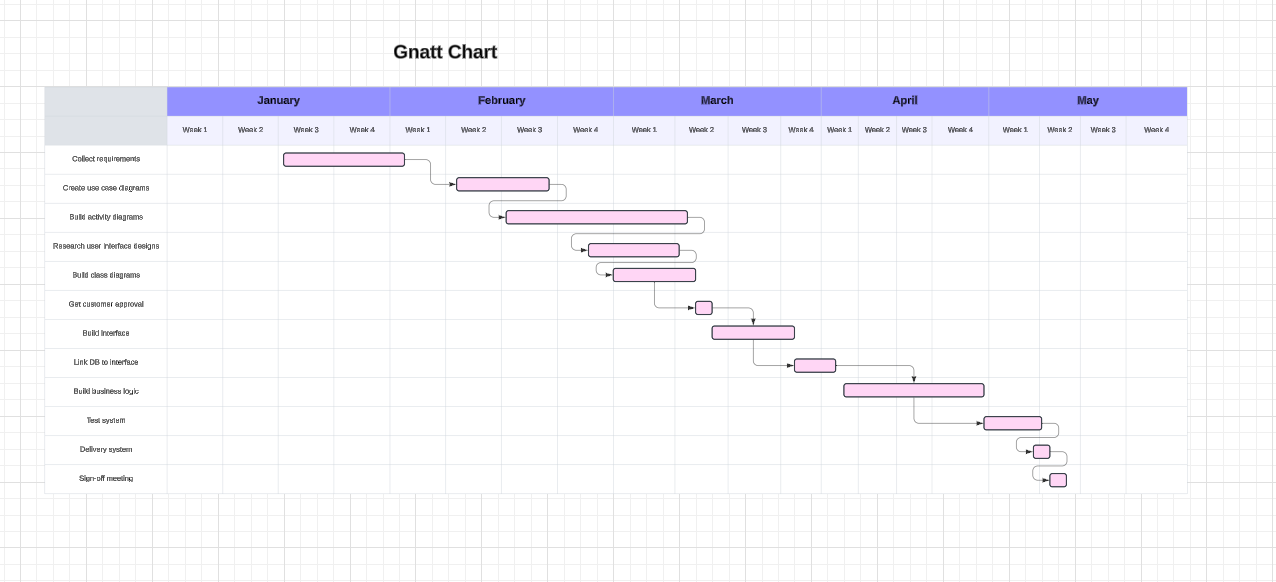 Gnatt Chart
January February March April May
Week 1 Week 2 Week 3 Week 4 Week 1 Week 2 Week 3 Week 4 Week 1 Week 2 Week 3 Week 4 Week 1 Week 2 Week 3 Week 4 Week 1 Week 2 Week 3 Week 4
Collect requirements
Create use case diagrams
Build activity diagrams
Research user interface designs
Build class diagrams
Get customer approval
Build interface
Link DB to interface
Build business logic
Test system
Delivery system
Sign-off meeting